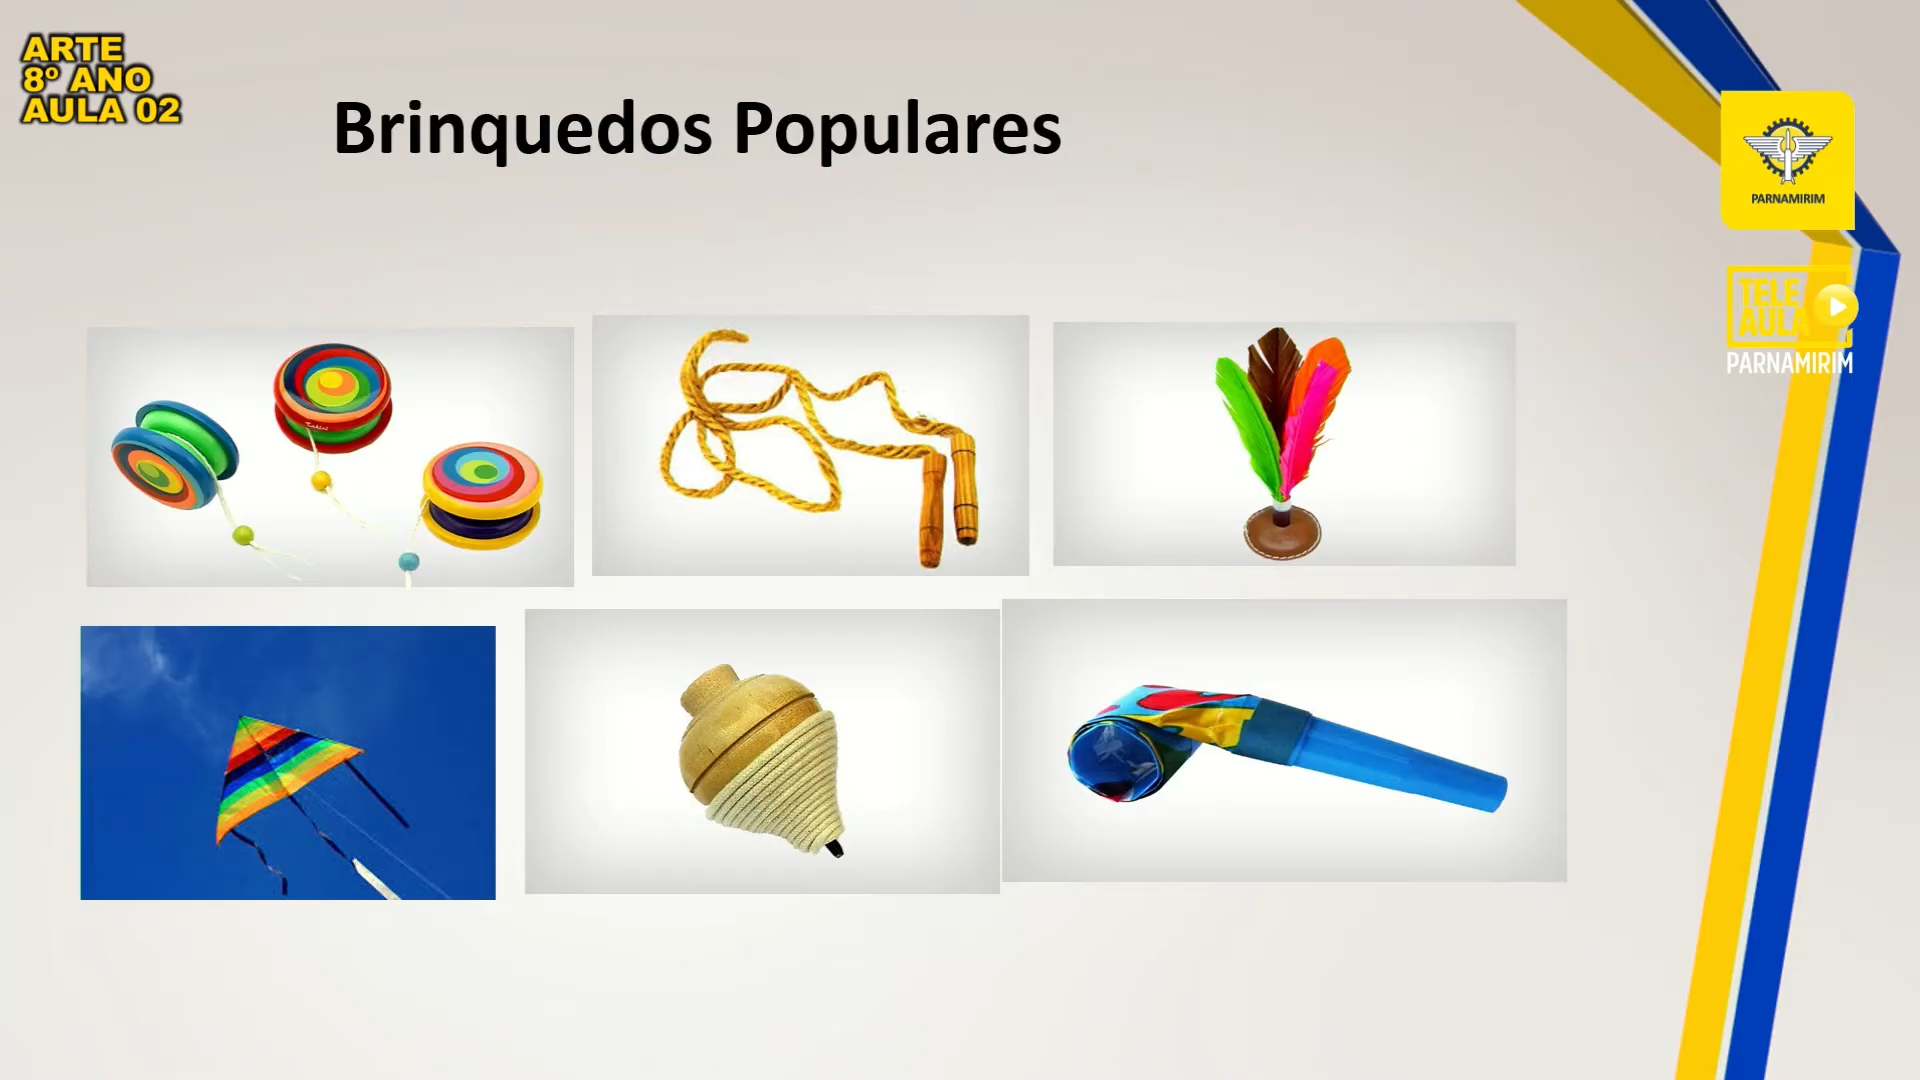 ARTE
8º ANO
AULA 02
Brinquedos Populares
PARNAMIRIM
TELE
AULA
PARNAMIRIM